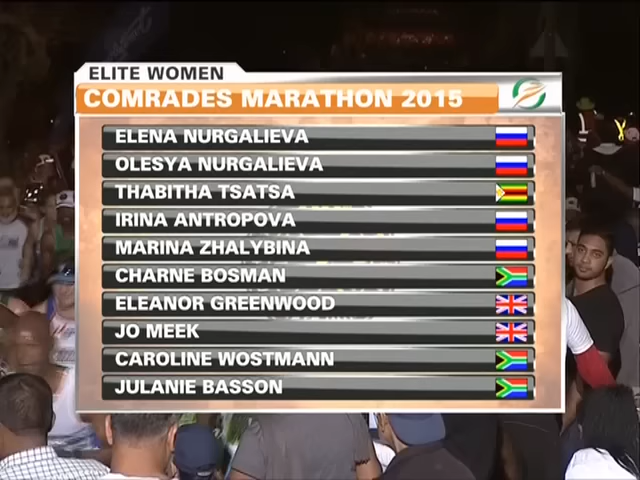 ELITE WOMEN
COMRADES MARATHON 2015
ELENA NURGALIEVA
OLESYA NURGALIEVA
THABITHA TSATSA
IRINA ANTROPOVA
MARINA ZHALYBINA
CHARNE BOSMAN
ELEANOR GREENWOOD
JO MEEK
CAROLINE WOSTMANN
JULANIE BASSON